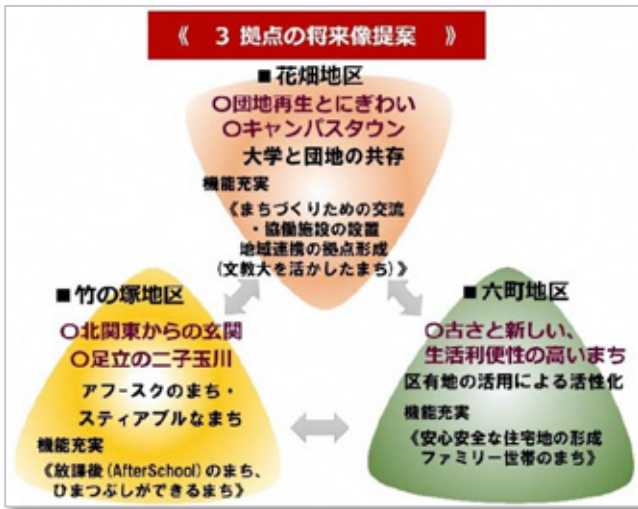 《 3 拠点の将来像提案 》
■花畑地区
○団地再生とにぎわい
○キャンパスタウン
大学と団地の共存
機能充実
《まちづくりための交流
・協働施設の設置
地域連携の拠点形成
(文教大を活かしたまち)》
■竹の塚地区
○北関東からの玄関
○足立の二子玉川
アフースクのまち・
スティアブルなまち
機能充実
《放課後(AfterSchool)のまち、
ひまつぶしができるまち》
■六町地区
○古さと新しい、
生活利便性の高いまち
区有地の活用による活性化
機能充実
《安心安全な住宅地の形成
ファミリー世帯のまち》